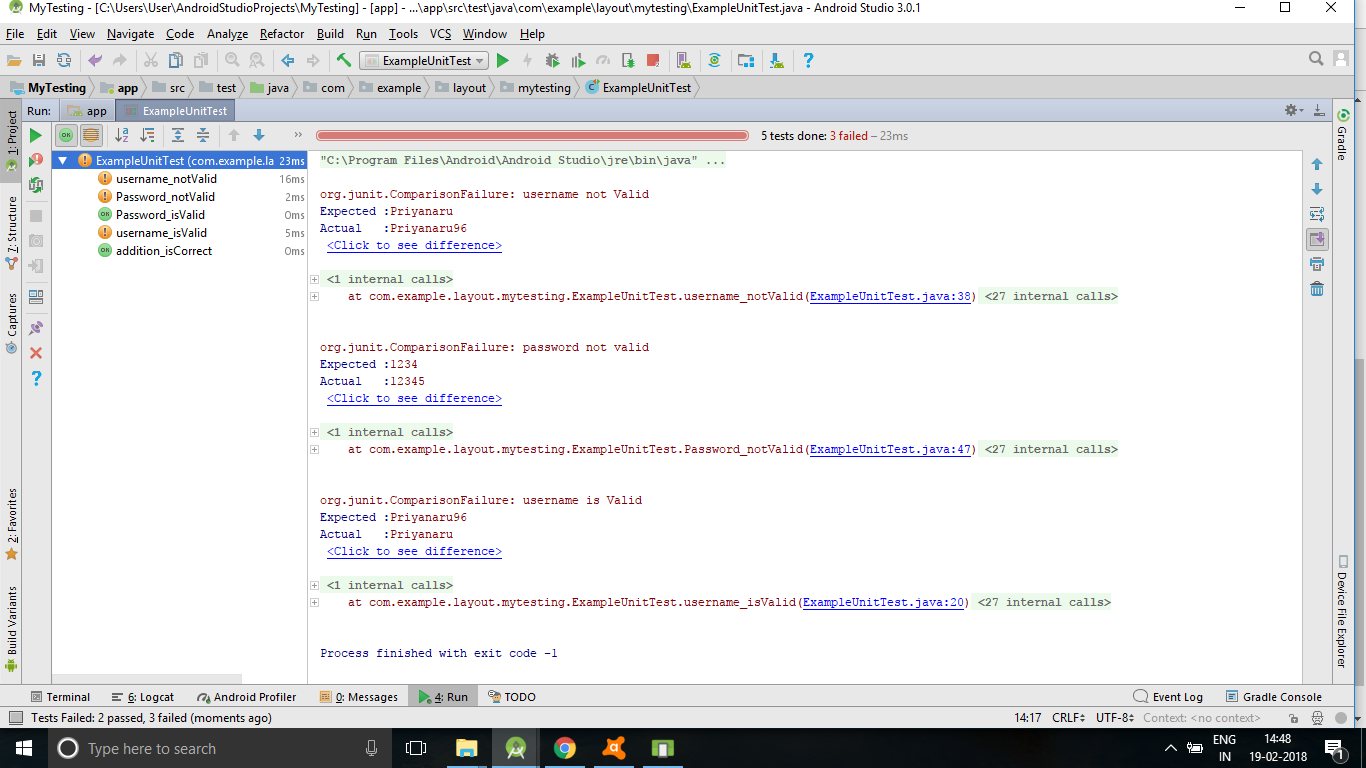 MyTesting - [C:\Users\User\AndroidStudioProjects\MyTesting] - [app] - ...\app\src\test\java\com\example\layout\mytesting\ExampleUnitTest.java - Android Studio 3.0.1
File Edit View Navigate Code Analyze Refactor Build Run Tools VCS Window Help
ExampleUnitTest
MyTesting app src test java com example layout mytesting ExampleUnitTest
Run: app ExampleUnitTest
5 tests done: 3 failed – 23ms
ExampleUnitTest (com.example.la 23ms
username_notValid 16ms
Password_notValid 2ms
Password_isValid 0ms
username_isValid 5ms
addition_isCorrect 0ms
"C:\Program Files\Android\Android Studio\jre\bin\java" ...
org.junit.ComparisonFailure: username not Valid
Expected :Priyanaru
Actual   :Priyanaru96
<Click to see difference>
<1 internal calls>
at com.example.layout.mytesting.ExampleUnitTest.username_notValid(ExampleUnitTest.java:38) <27 internal calls>
org.junit.ComparisonFailure: password not valid
Expected :1234
Actual   :12345
<Click to see difference>
<1 internal calls>
at com.example.layout.mytesting.ExampleUnitTest.Password_notValid(ExampleUnitTest.java:47) <27 internal calls>
org.junit.ComparisonFailure: username is Valid
Expected :Priyanaru96
Actual   :Priyanaru
<Click to see difference>
<1 internal calls>
at com.example.layout.mytesting.ExampleUnitTest.username_isValid(ExampleUnitTest.java:20) <27 internal calls>
Process finished with exit code -1
1: Project
7: Structure
Captures
2: Favorites
Build Variants
Gradle
Device File Explorer
Terminal 6: Logcat Android Profiler 0: Messages 4: Run TODO Event Log Gradle Console
Tests Failed: 2 passed, 3 failed (moments ago) 14:17 CRLF UTF-8 Context: <no context>
Type here to search
ENG
IN
14:48
19-02-2018
1